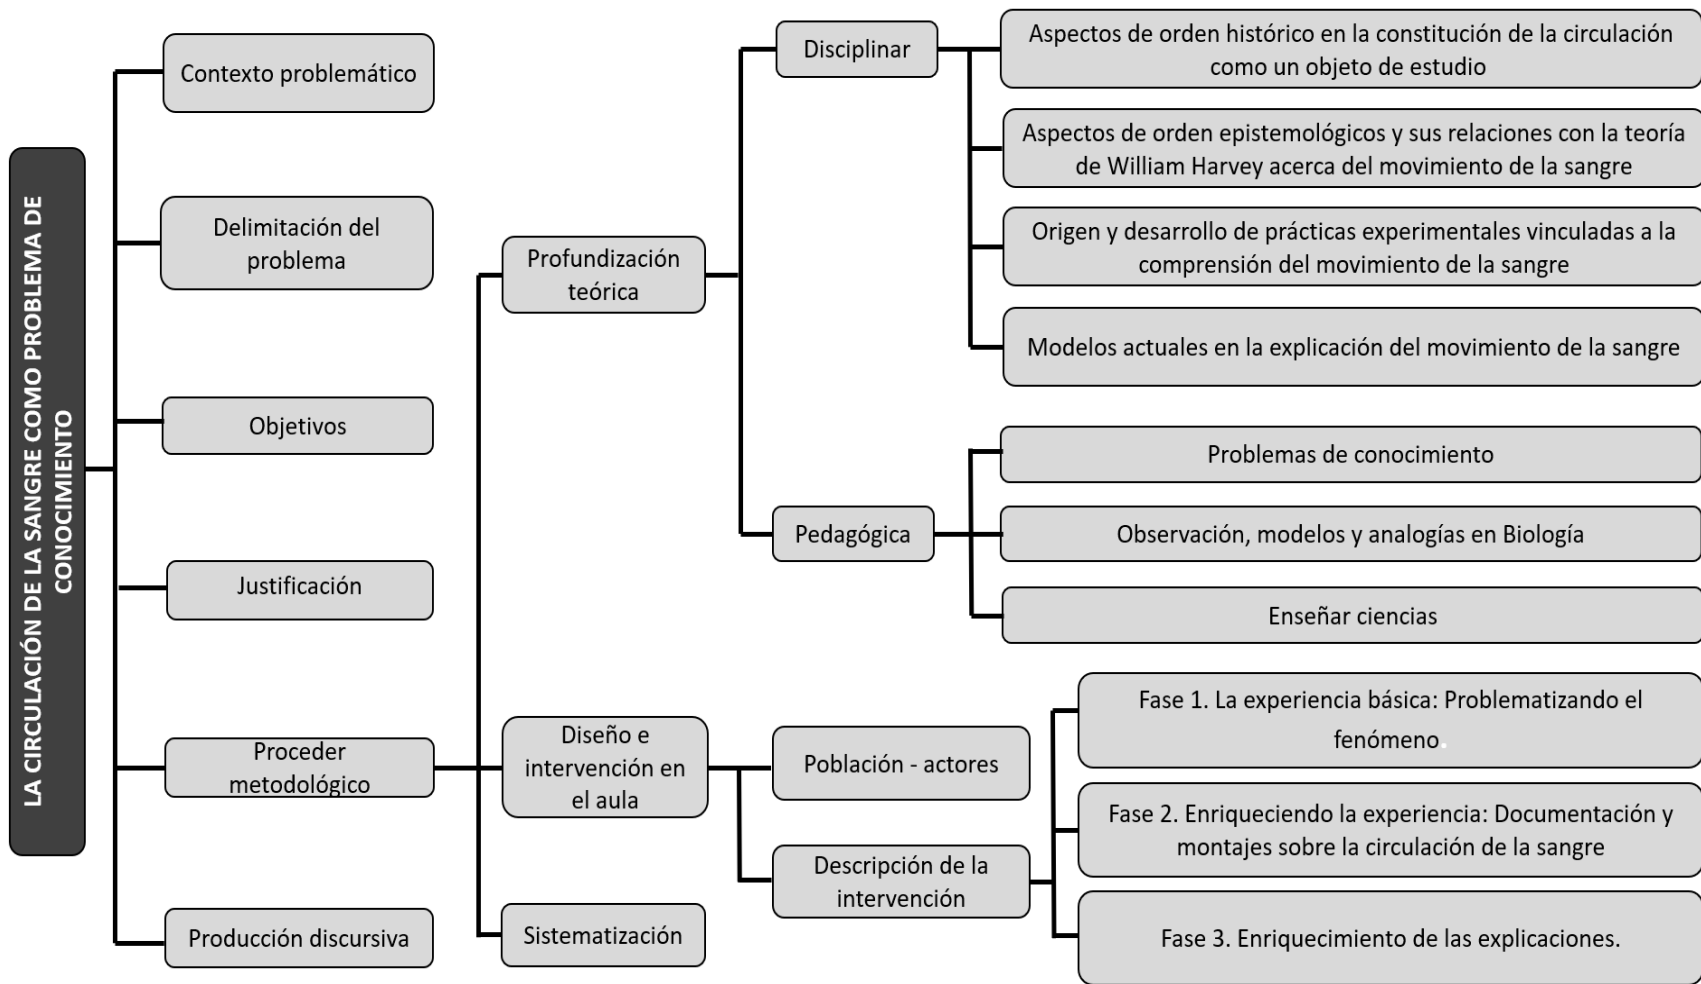 LA CIRCULACIÓN DE LA SANGRE COMO PROBLEMA DE
CONOCIMIENTO
Contexto problemático
Delimitación del
problema
Objetivos
Justificación
Proceder
metodológico
Producción discursiva
Profundización
teórica
Diseño e
intervención en
el aula
Sistematización
Disciplinar
Pedagógica
Población - actores
Descripción de la
intervención
Aspectos de orden histórico en la constitución de la circulación
como un objeto de estudio
Aspectos de orden epistemológicos y sus relaciones con la teoría
de William Harvey acerca del movimiento de la sangre
Origen y desarrollo de prácticas experimentales vinculadas a la
comprensión del movimiento de la sangre
Modelos actuales en la explicación del movimiento de la sangre
Problemas de conocimiento
Observación, modelos y analogías en Biología
Enseñar ciencias
Fase 1. La experiencia básica: Problematizando el
fenómeno.
Fase 2. Enriqueciendo la experiencia: Documentación y
montajes sobre la circulación de la sangre
Fase 3. Enriquecimiento de las explicaciones.